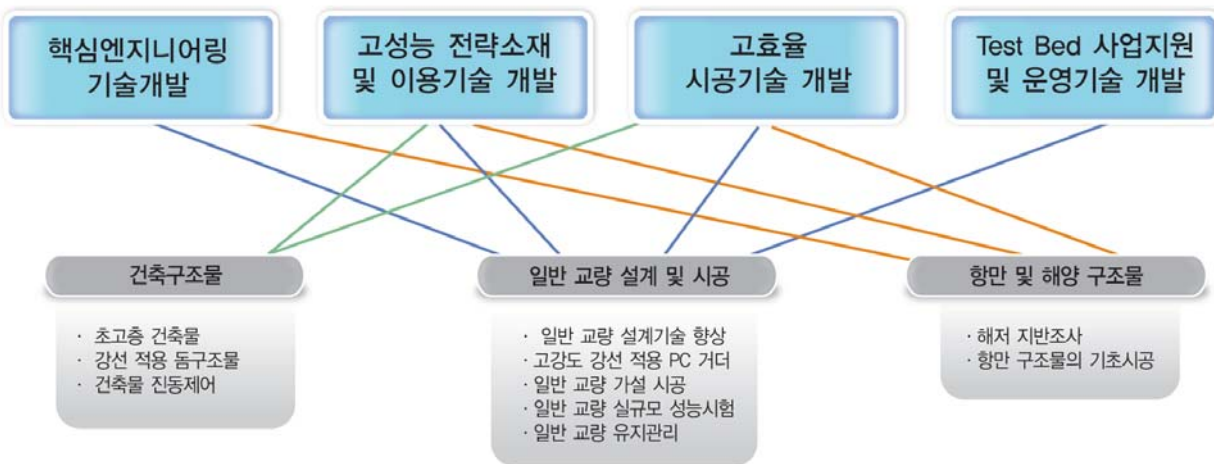 핵심엔지니어링
기술개발
고성능 전략소재
및 이용기술 개발
고효율
시공기술 개발
Test Bed 사업지원
및 운영기술 개발
건축구조물
· 초고층 건축물
· 강선 적용 돔구조물
· 건축물 진동제어
일반 교량 설계 및 시공
· 일반 교량 설계기술 향상
· 고강도 강선 적용 PC 거더
· 일반 교량 가설 시공
· 일반 교량 실규모 성능시험
· 일반 교량 유지관리
항만 및 해양 구조물
· 해저 지반조사
· 항만 구조물의 기초시공